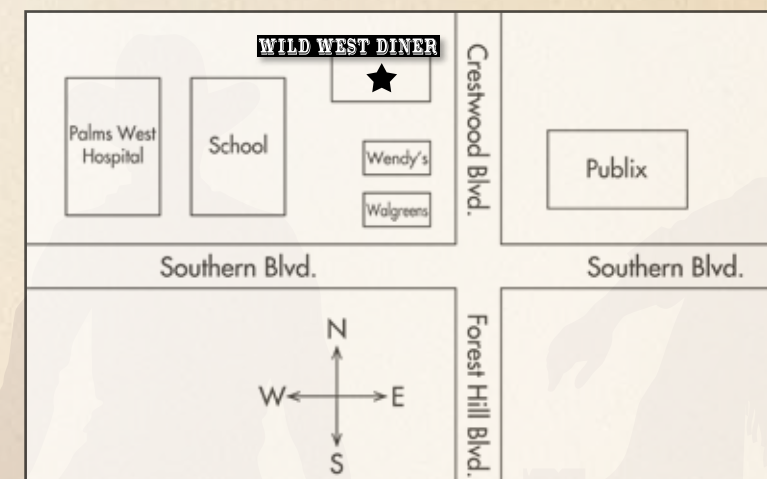 WILD WEST DINER
Crestwood Blvd.
Palms West
Hospital
School
Wendy's
Publix
Walgreens
Southern Blvd.
Southern Blvd.
Forest Hill Blvd.
N
W
E
S